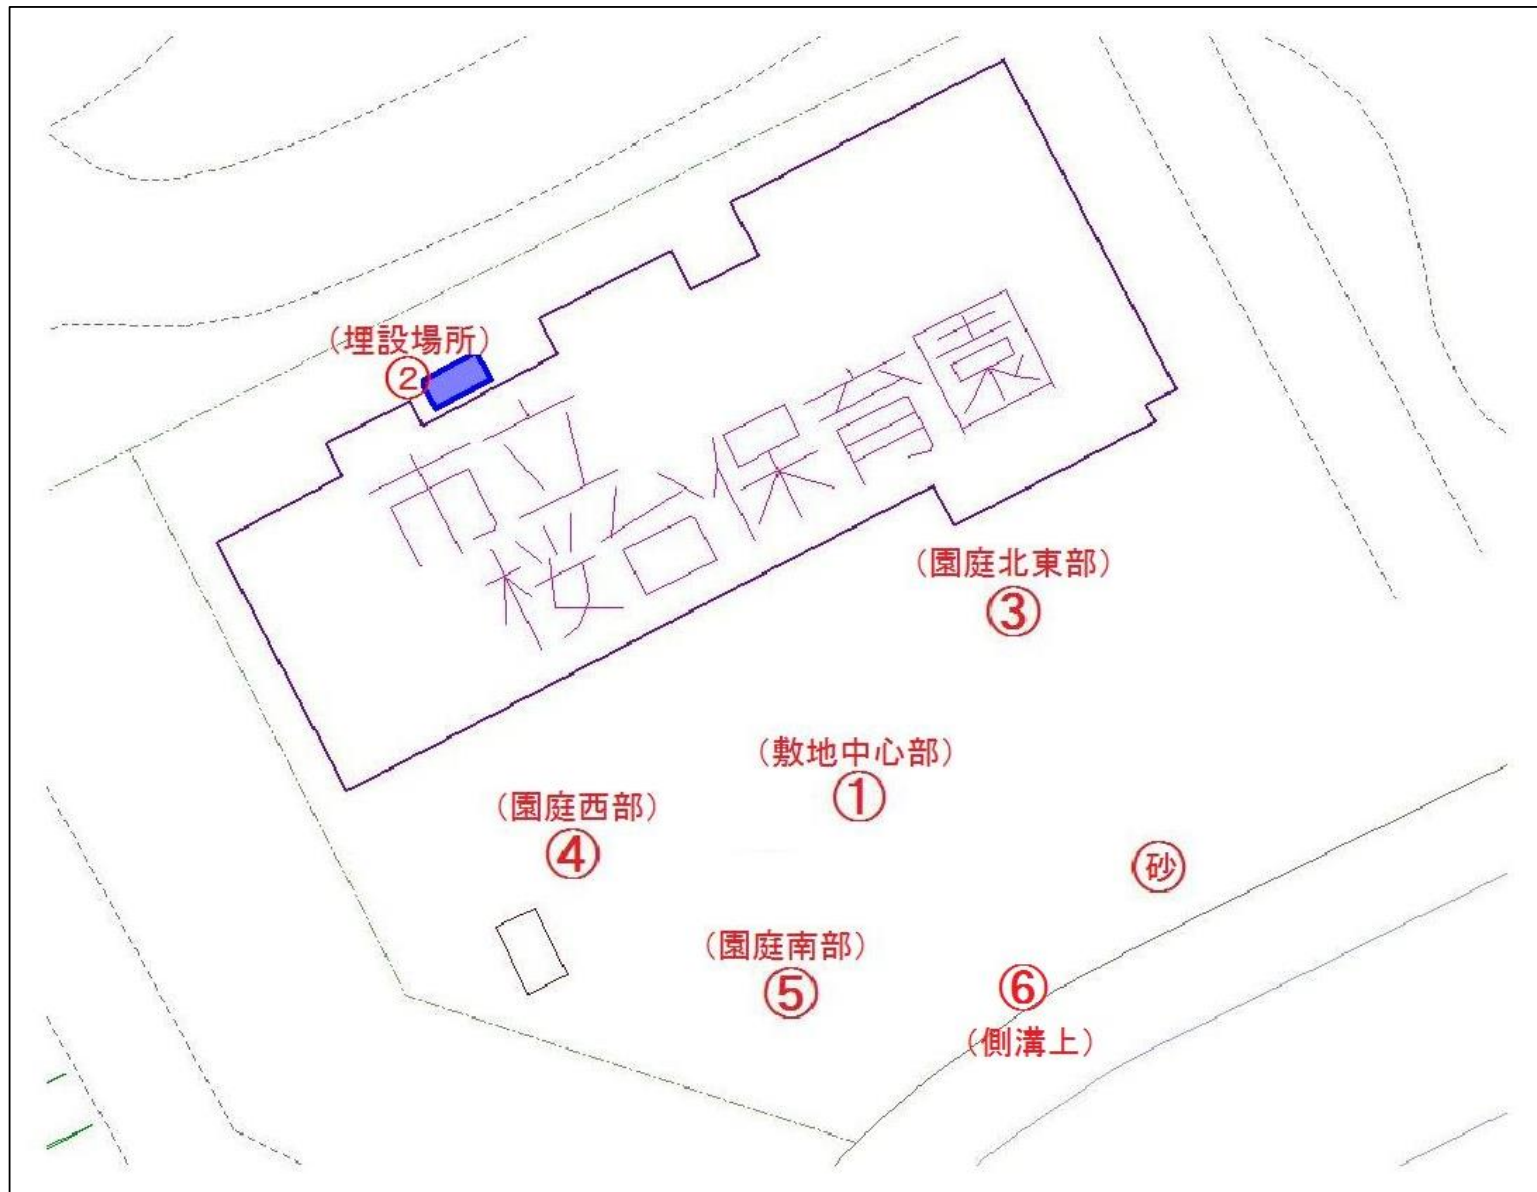 （埋設場所）
②
市立
桜台保育園
（園庭北東部）
③
（敷地中心部）
①
（園庭西部）
④
砂
（園庭南部）
⑤
⑥
（側溝上）